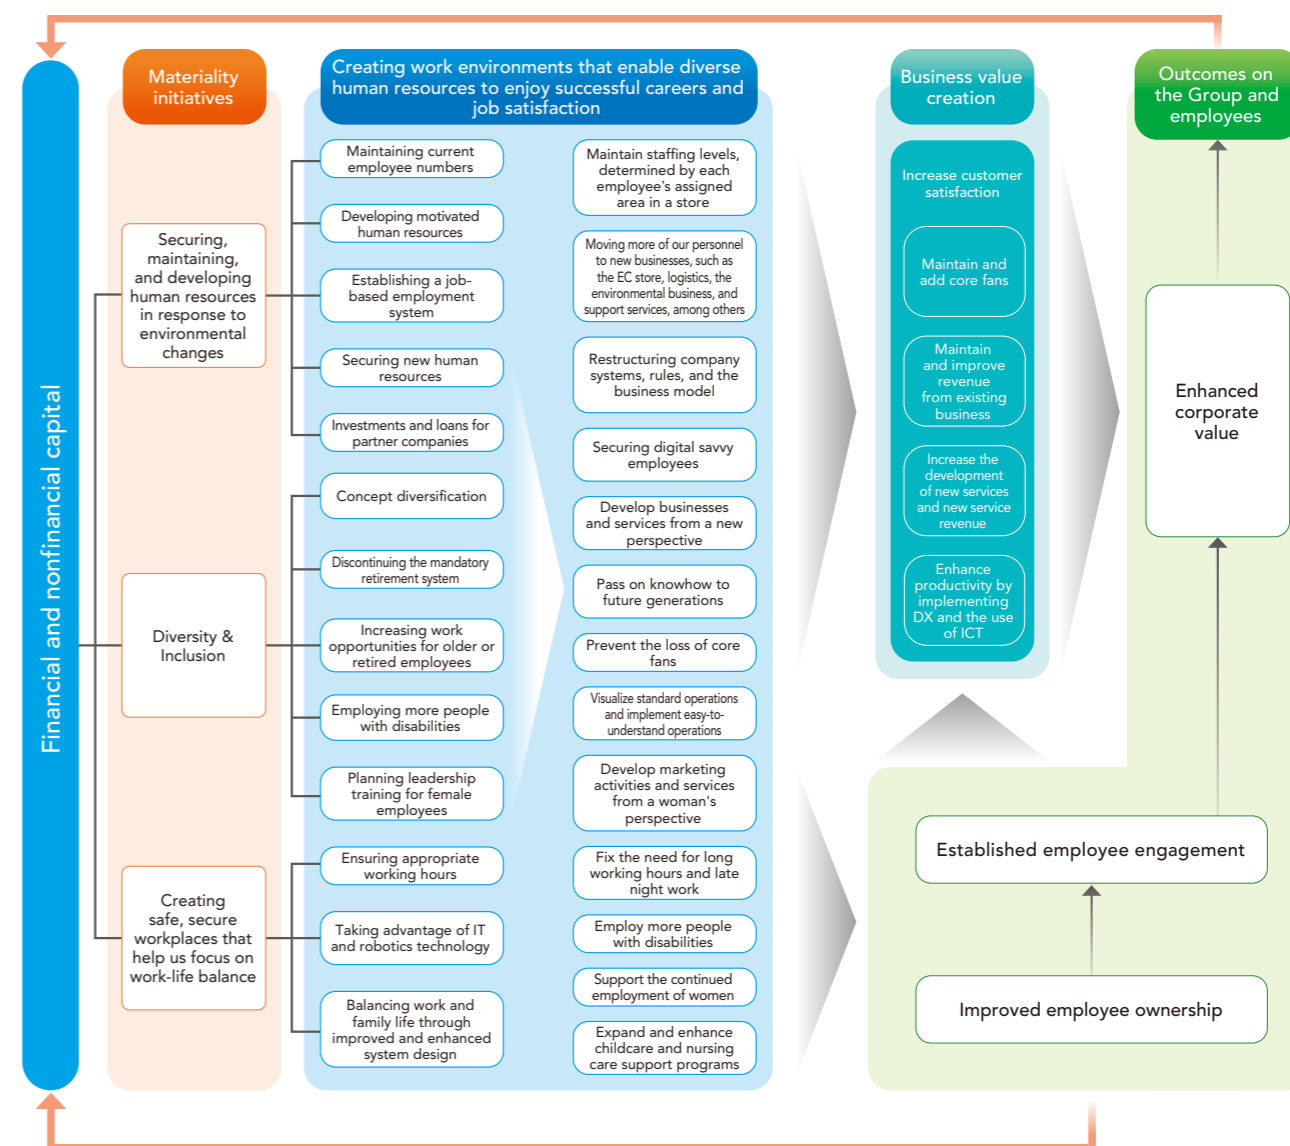 Financial and nonfinancial capital
Materiality
initiatives
Securing,
maintaining,
and developing
human resources
in response to
environmental
changes
Diversity &
Inclusion
Creating
safe, secure
workplaces that
help us focus on
work-life balance
Creating work environments that enable diverse
human resources to enjoy successful careers and
job satisfaction
Maintaining current
employee numbers
Developing motivated
human resources
Establishing a job-
based employment
system
Securing new human
resources
Investments and loans for
partner companies
Concept diversification
Discontinuing the mandatory
retirement system
Increasing work
opportunities for older or
retired employees
Employing more people
with disabilities
Planning leadership
training for female
employees
Ensuring appropriate
working hours
Taking advantage of IT
and robotics technology
Balancing work and
family life through
improved and enhanced
system design
Maintain staffing levels,
determined by each
employee's assigned
area in a store
Moving more of our personnel
to new businesses, such as
the EC store, logistics, the
environmental business, and
support services, among others
Restructuring company
systems, rules, and the
business model
Securing digital savvy
employees
Develop businesses
and services from a new
perspective
Pass on knowhow to
future generations
Prevent the loss of core
fans
Visualize standard operations
and implement easy-to-
understand operations
Develop marketing
activities and services
from a woman's
perspective
Fix the need for long
working hours and late
night work
Employ more people
with disabilities
Support the continued
employment of women
Expand and enhance
childcare and nursing
care support programs
Business value
creation
Increase customer
satisfaction
Maintain and
add core fans
Maintain
and improve
revenue
from existing
business
Increase the
development
of new services
and new service
revenue
Enhance
productivity by
implementing
DX and the use
of ICT
Outcomes on
the Group and
employees
Enhanced
corporate
value
Established employee engagement
Improved employee ownership